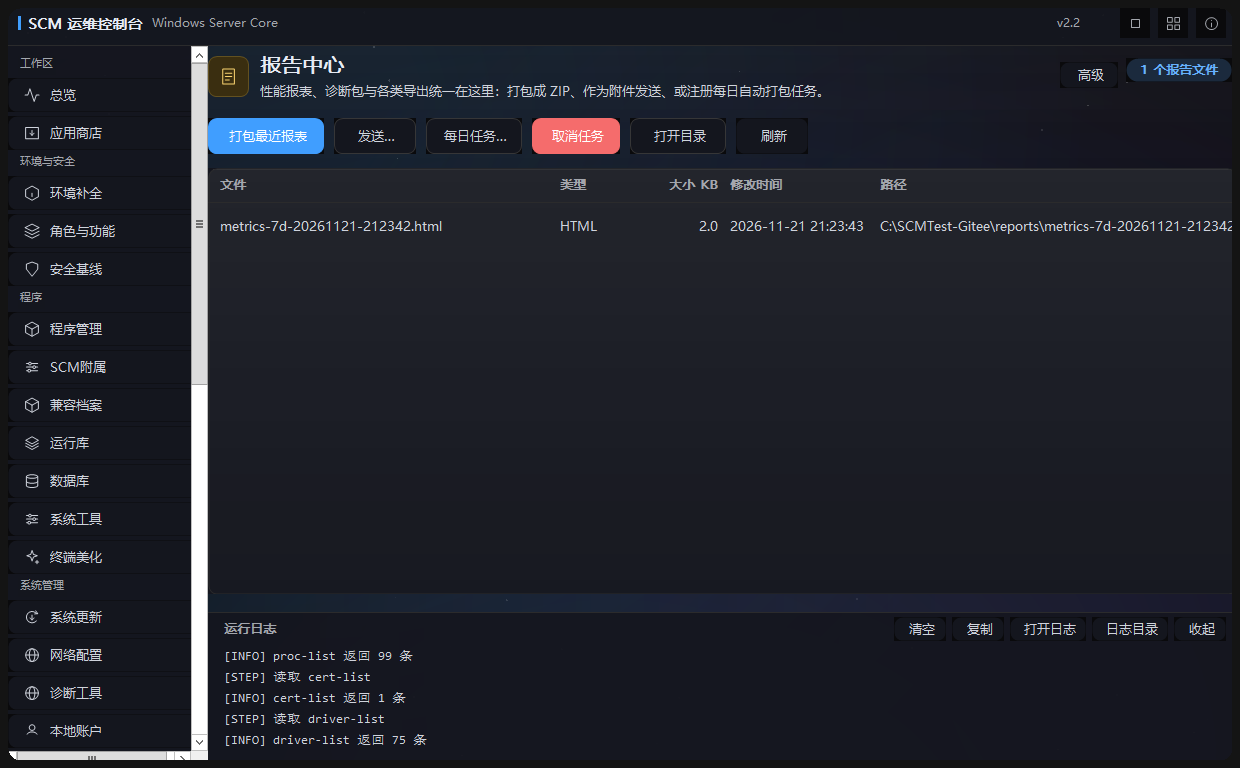 SCM 运维控制台 Windows Server Core v2.2
工作区
总览
应用商店
环境与安全
环境补全
角色与功能
安全基线
程序
程序管理
SCM附属
兼容档案
运行库
数据库
系统工具
终端美化
系统管理
系统更新
网络配置
诊断工具
本地账户
报告中心
性能报表、诊断包与各类导出统一在这里：打包成 ZIP、作为附件发送、或注册每日自动打包任务。
高级 1 个报告文件
打包最近报表 发送... 每日任务... 取消任务 打开目录 刷新
文件 类型 大小 KB 修改时间 路径
metrics-7d-20261121-212342.html HTML 2.0 2026-11-21 21:23:43 C:\SCMTest-Gitee\reports\metrics-7d-20261121-212342
运行日志 清空 复制 打开日志 日志目录 收起
[INFO] proc-list 返回 99 条
[STEP] 读取 cert-list
[INFO] cert-list 返回 1 条
[STEP] 读取 driver-list
[INFO] driver-list 返回 75 条